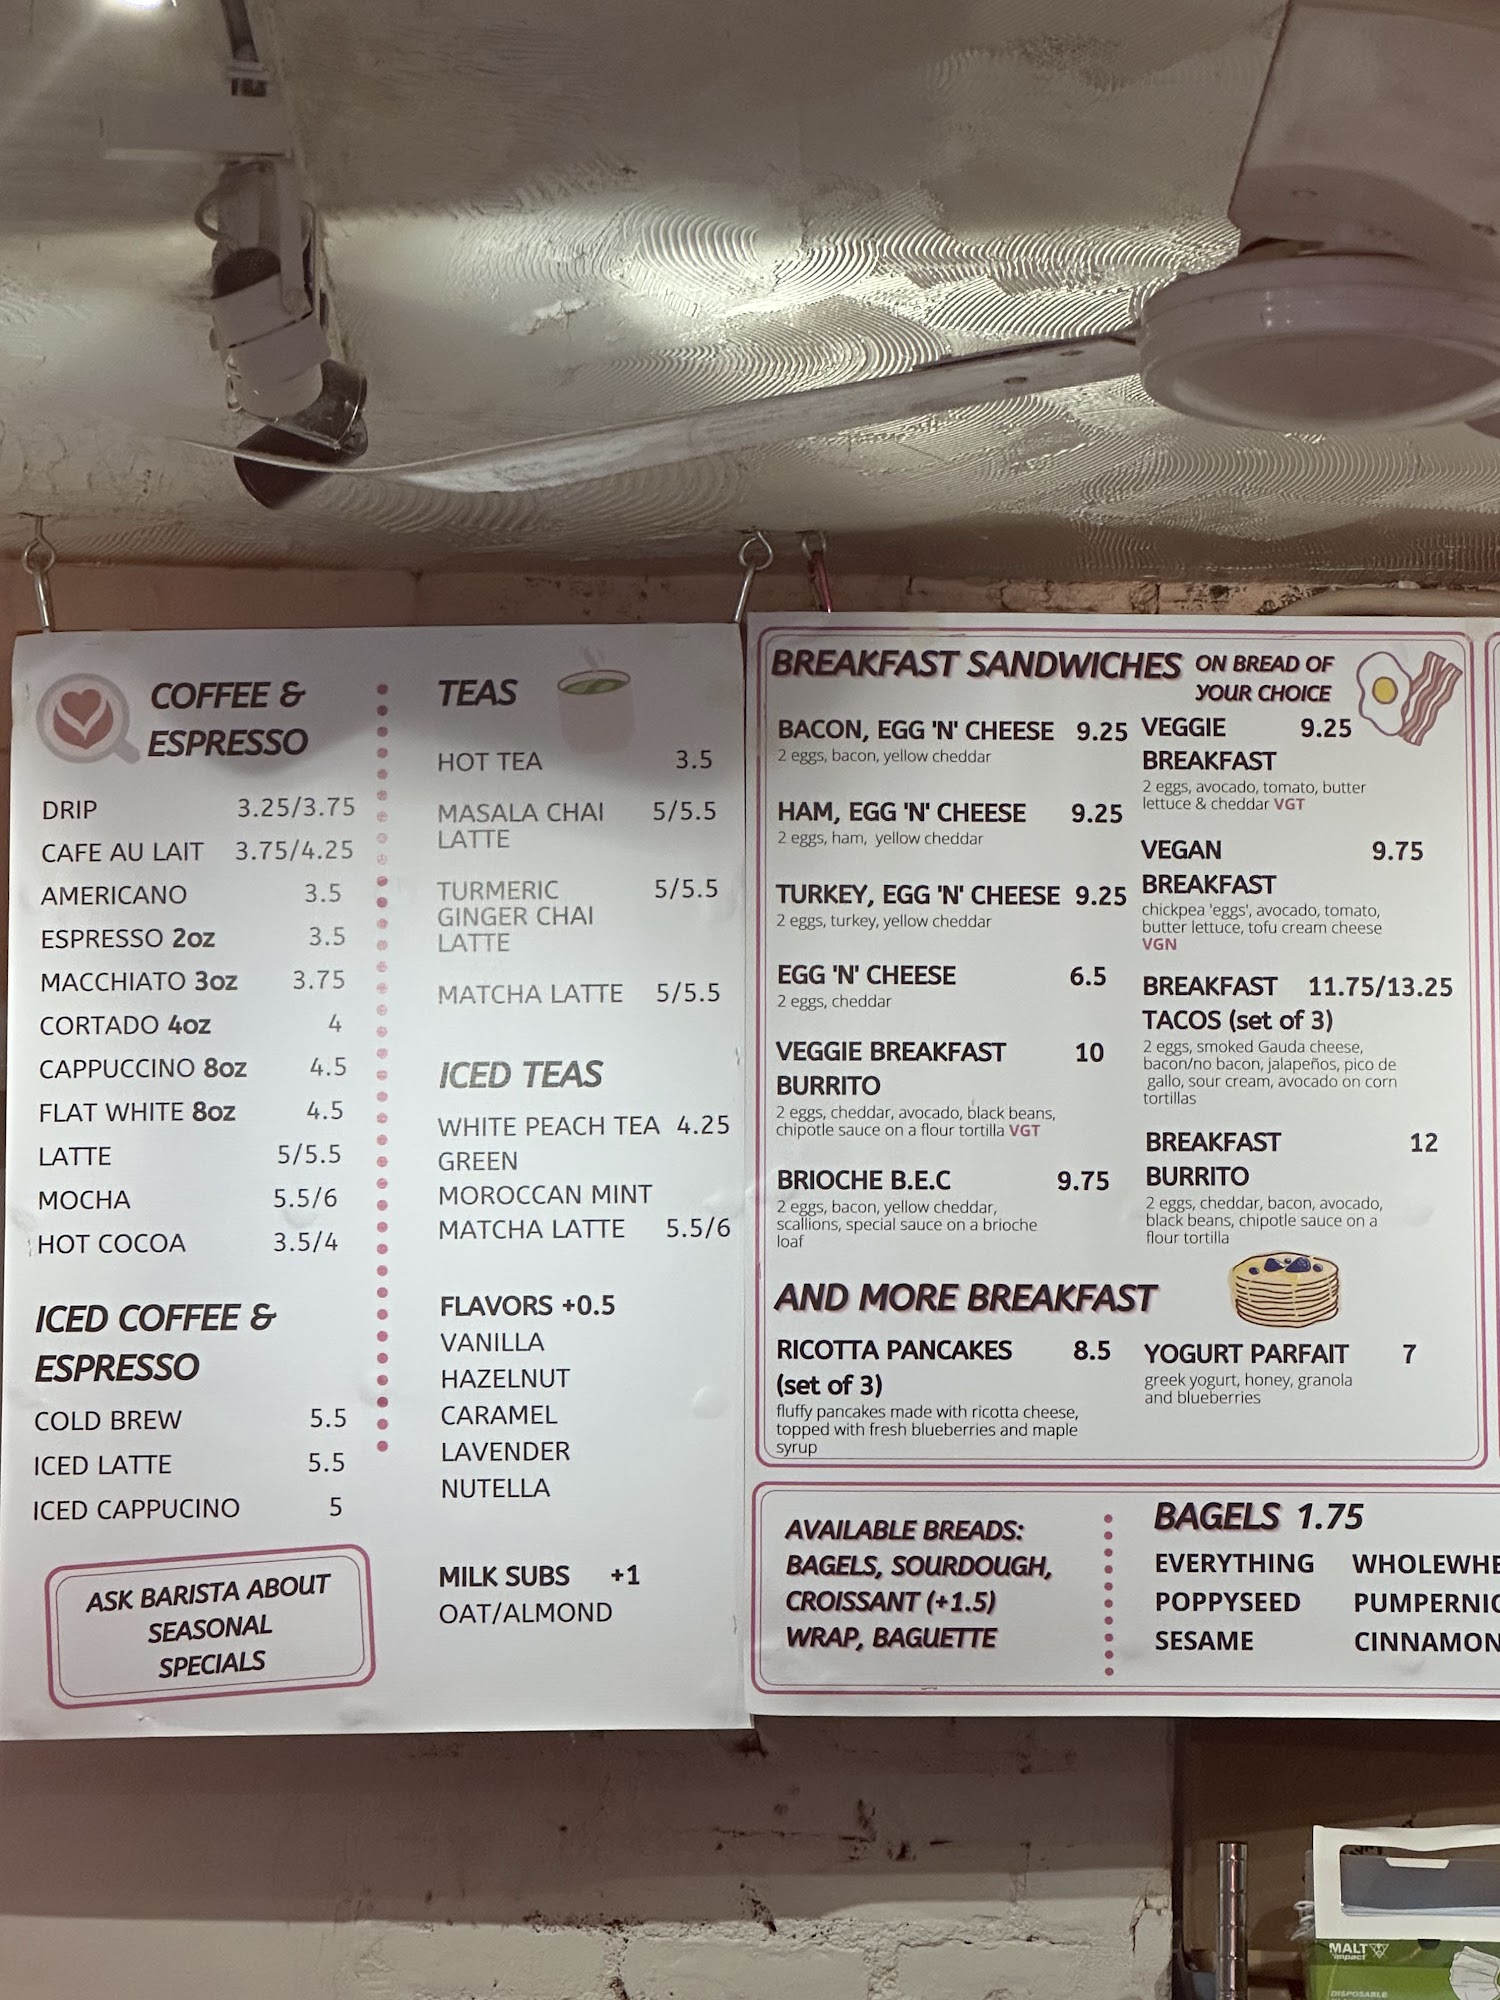 COFFEE &
ESPRESSO
DRIP 3.25/3.75
CAFE AU LAIT 3.75/4.25
AMERICANO 3.5
ESPRESSO 2oz 3.5
MACCHIATO 3oz 3.75
CORTADO 4oz 4
CAPPUCCINO 8oz 4.5
FLAT WHITE 8oz 4.5
LATTE 5/5.5
MOCHA 5.5/6
HOT COCOA 3.5/4
ICED COFFEE &
ESPRESSO
COLD BREW 5.5
ICED LATTE 5.5
ICED CAPPUCINO 5
ASK BARISTA ABOUT
SEASONAL
SPECIALS
TEAS
HOT TEA 3.5
MASALA CHAI 5/5.5
LATTE
TURMERIC 5/5.5
GINGER CHAI
LATTE
MATCHA LATTE 5/5.5
ICED TEAS
WHITE PEACH TEA 4.25
GREEN
MOROCCAN MINT
MATCHA LATTE 5.5/6
FLAVORS +0.5
VANILLA
HAZELNUT
CARAMEL
LAVENDER
NUTELLA
MILK SUBS +1
OAT/ALMOND
BREAKFAST SANDWICHES ON BREAD OF
YOUR CHOICE
BACON, EGG 'N' CHEESE 9.25
2 eggs, bacon, yellow cheddar
HAM, EGG 'N' CHEESE 9.25
2 eggs, ham, yellow cheddar
TURKEY, EGG 'N' CHEESE 9.25
2 eggs, turkey, yellow cheddar
EGG 'N' CHEESE 6.5
2 eggs, cheddar
VEGGIE BREAKFAST 10
BURRITO
2 eggs, cheddar, avocado, black beans,
chipotle sauce on a flour tortilla VGT
BRIOCHE B.E.C 9.75
2 eggs, bacon, yellow cheddar,
scallions, special sauce on a brioche
loaf
VEGGIE 9.25
BREAKFAST
2 eggs, avocado, tomato, butter
lettuce & cheddar VGT
VEGAN 9.75
BREAKFAST
chickpea 'eggs', avocado, tomato,
butter lettuce, tofu cream cheese
VGN
BREAKFAST 11.75/13.25
TACOS (set of 3)
2 eggs, smoked Gauda cheese,
bacon/no bacon, jalapeños, pico de
gallo, sour cream, avocado on corn
tortillas
BREAKFAST 12
BURRITO
2 eggs, cheddar, bacon, avocado,
black beans, chipotle sauce on a
flour tortilla
AND MORE BREAKFAST
RICOTTA PANCAKES 8.5
(set of 3)
fluffy pancakes made with ricotta cheese,
topped with fresh blueberries and maple
syrup
YOGURT PARFAIT 7
greek yogurt, honey, granola
and blueberries
AVAILABLE BREADS:
BAGELS, SOURDOUGH,
CROISSANT (+1.5)
WRAP, BAGUETTE
BAGELS 1.75
EVERYTHING WHOLEWHE
POPPYSEED PUMPERNIC
SESAME CINNAMON
MALT
impact
DISPOSABLE